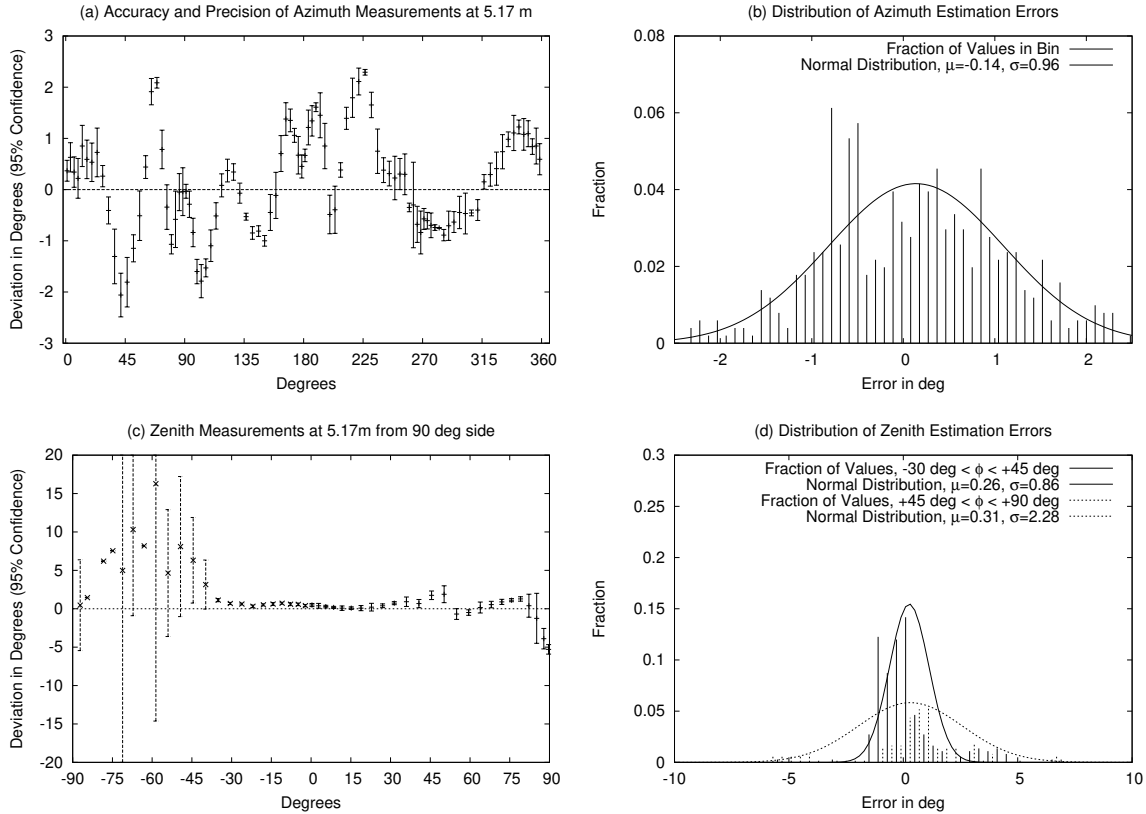 (a) Accuracy and Precision of Azimuth Measurements at 5.17 m
Deviation in Degrees (95% Confidence)
3
2
1
0
-1
-2
-3
0 45 90 135 180 225 270 315 360
Degrees
(b) Distribution of Azimuth Estimation Errors
Fraction of Values in Bin
Normal Distribution, μ=-0.14, σ=0.96
Fraction
0.08
0.06
0.04
0.02
0
-2 -1 0 1 2
Error in deg
(c) Zenith Measurements at 5.17m from 90 deg side
Deviation in Degrees (95% Confidence)
20
15
10
5
0
-5
-10
-15
-20
-90 -75 -60 -45 -30 -15 0 15 30 45 60 75 90
Degrees
(d) Distribution of Zenith Estimation Errors
Fraction of Values, -30 deg < ϕ < +45 deg
Normal Distribution, μ=0.26, σ=0.86
Fraction of Values, +45 deg < ϕ < +90 deg
Normal Distribution, μ=0.31, σ=2.28
Fraction
0.3
0.25
0.2
0.15
0.1
0.05
0
-10 -5 0 5 10
Error in deg